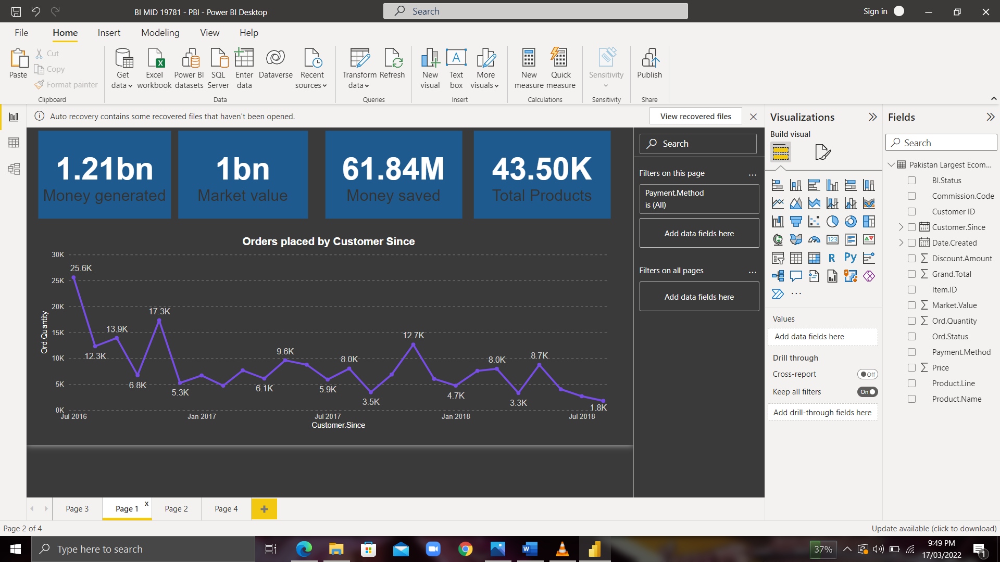 BI MID 19781 - PBI - Power BI Desktop
Search
Sign in
File Home Insert Modeling View Help
Paste
Cut
Copy
Format painter
Clipboard
Get data
Excel workbook
Power BI datasets
SQL Server
Enter data
Dataverse
Recent sources
Data
Transform data
Refresh
Queries
New visual
Text box
More visuals
Insert
New measure
Quick measure
Calculations
Sensitivity
Sensitivity
Publish
Share
Auto recovery contains some recovered files that haven't been opened.
View recovered files
1.21bn
Money generated
1bn
Market value
61.84M
Money saved
43.50K
Total Products
Orders placed by Customer Since
Ord.Quantity
30K
25K
20K
15K
10K
5K
0K
25.6K
12.3K
13.9K
6.8K
17.3K
5.3K
6.1K
9.6K
5.9K
8.0K
3.5K
12.7K
4.7K
8.0K
3.3K
8.7K
1.8K
Jul 2016
Jan 2017
Jul 2017
Jan 2018
Jul 2018
Customer.Since
Search
Filters on this page
...
Payment.Method
is (All)
Add data fields here
Filters on all pages
...
Add data fields here
Visualizations
Build visual
123
R
Py
...
Values
Add data fields here
Drill through
Cross-report
Off
Keep all filters
On
Add drill-through fields here
Fields
Search
Pakistan Largest Ecom...
BI.Status
Commission.Code
Customer ID
Customer.Since
Date.Created
Discount.Amount
Grand.Total
Item.ID
Market.Value
Ord.Quantity
Ord.Status
Payment.Method
Price
Product.Line
Product.Name
Page 3
Page 1
x
Page 2
Page 4
+
Page 2 of 4
Update available (click to download)
Type here to search
37%
9:49 PM
17/03/2022
1